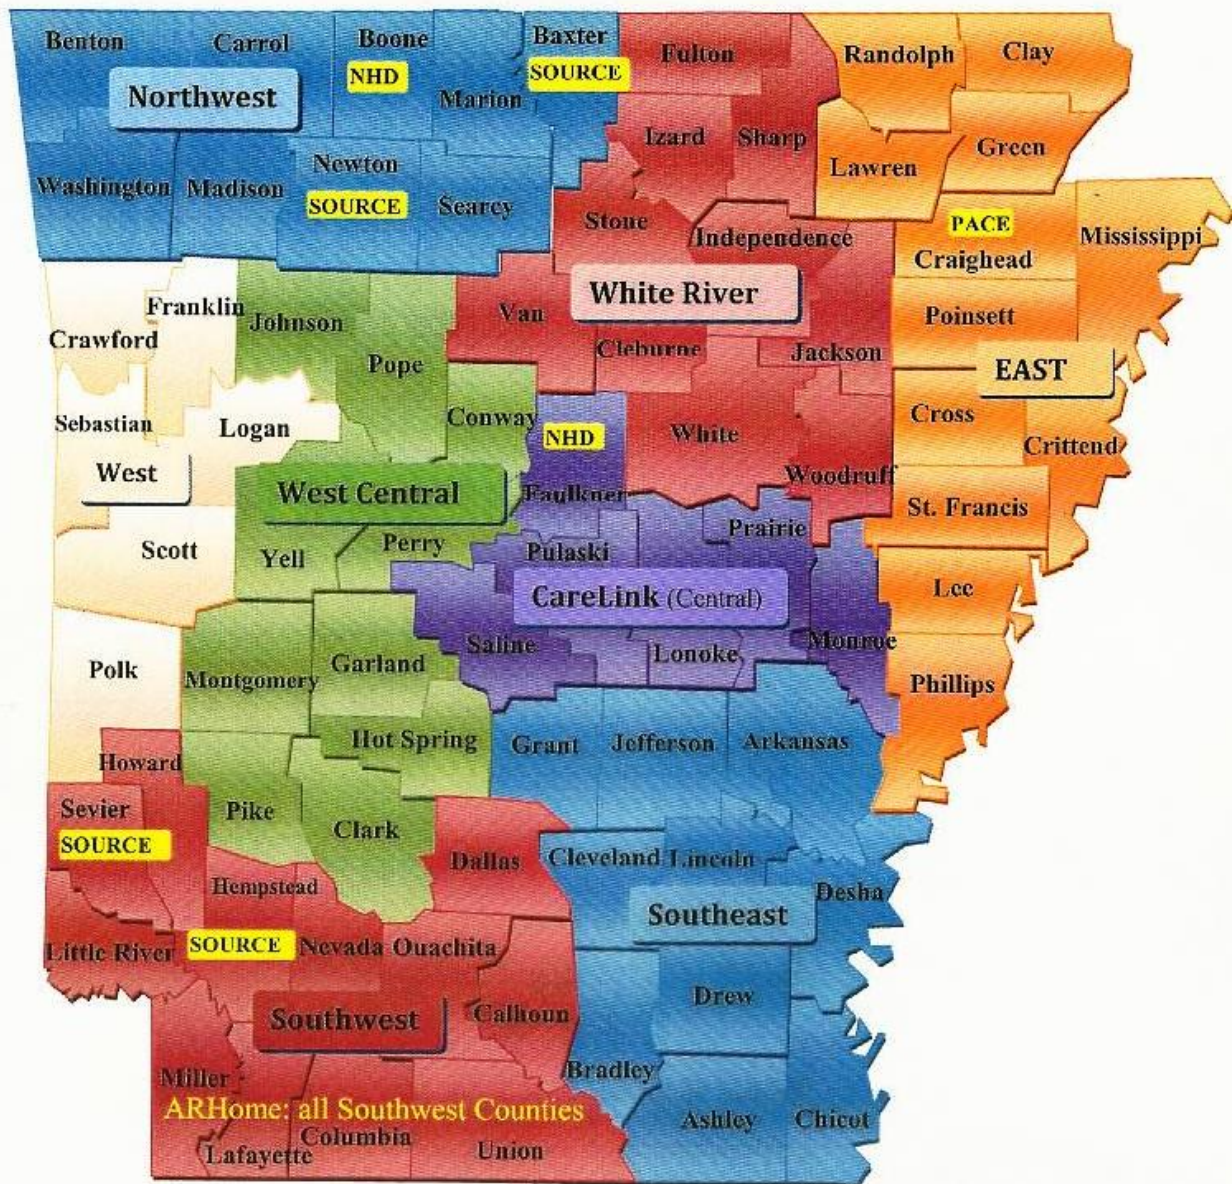 Benton
Carrol
Boone
Baxter
Fulton
Randolph
Clay
NHD
SOURCE
Northwest
Marion
Izard
Sharp
Lawren
Green
Washington
Madison
Newton
SOURCE
Searcy
Stone
Independence
PACE
Craighead
Mississippi
White River
Crawford
Franklin
Johnson
Pope
Van
Cleburne
Jackson
Poinsett
EAST
Sebastian
Logan
Conway
NHD
White
Woodruff
Cross
Crittend
West
West Central
Faulkner
St. Francis
Scott
Yell
Perry
Pulaski
Prairie
CareLink (Central)
Lee
Polk
Montgomery
Garland
Saline
Lonoke
Monroe
Phillips
Howard
Hot Spring
Grant
Jefferson
Arkansas
Sevier
SOURCE
Pike
Clark
Dallas
Cleveland
Lincoln
Desha
Hempstead
Southeast
Little River
SOURCE
Nevada
Ouachita
Southwest
Calhoun
Drew
Miller
Bradley
ARHome: all Southwest Counties
Lafayette
Columbia
Union
Ashley
Chicot